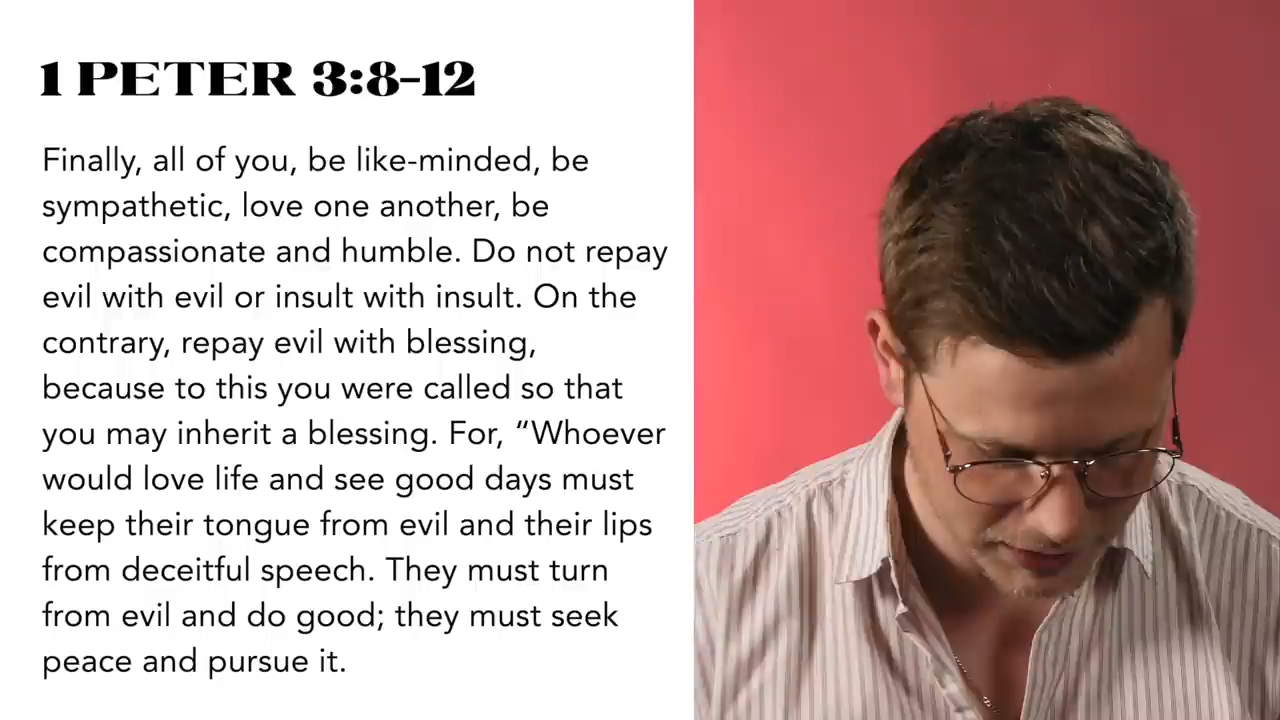 1 PETER 3:8-12
Finally, all of you, be like-minded, be
sympathetic, love one another, be
compassionate and humble. Do not repay
evil with evil or insult with insult. On the
contrary, repay evil with blessing,
because to this you were called so that
you may inherit a blessing. For, “Whoever
would love life and see good days must
keep their tongue from evil and their lips
from deceitful speech. They must turn
from evil and do good; they must seek
peace and pursue it.